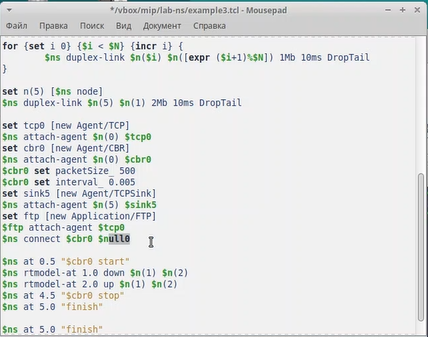 */vbox/mip/lab-ns/example3.tcl - Mousepad
Файл Правка Поиск Вид Документ Справка
for {set i 0} {$i < $N} {incr i} {
$ns duplex-link $n($i) $n([expr ($i+1)%$N]) 1Mb 10ms DropTail
}
set n(5) [$ns node]
$ns duplex-link $n(5) $n(1) 2Mb 10ms DropTail
set tcp0 [new Agent/TCP]
$ns attach-agent $n(0) $tcp0
set cbr0 [new Agent/CBR]
$ns attach-agent $n(0) $cbr0
$cbr0 set packetSize_ 500
$cbr0 set interval_ 0.005
set sink5 [new Agent/TCPSink]
$ns attach-agent $n(5) $sink5
set ftp [new Application/FTP]
$ftp attach-agent $tcp0
$ns connect $cbr0 $null0
$ns at 0.5 "$cbr0 start"
$ns rtmodel-at 1.0 down $n(1) $n(2)
$ns rtmodel-at 2.0 up $n(1) $n(2)
$ns at 4.5 "$cbr0 stop"
$ns at 5.0 "finish"
$ns at 5.0 "finish"